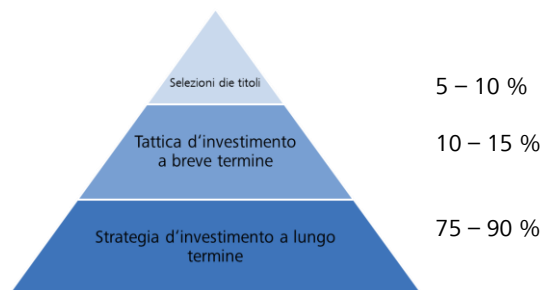 Selezioni die titoli
5 – 10 %
Tattica d’investimento
a breve termine
10 – 15 %
Strategia d’investimento a lungo
termine
75 – 90 %